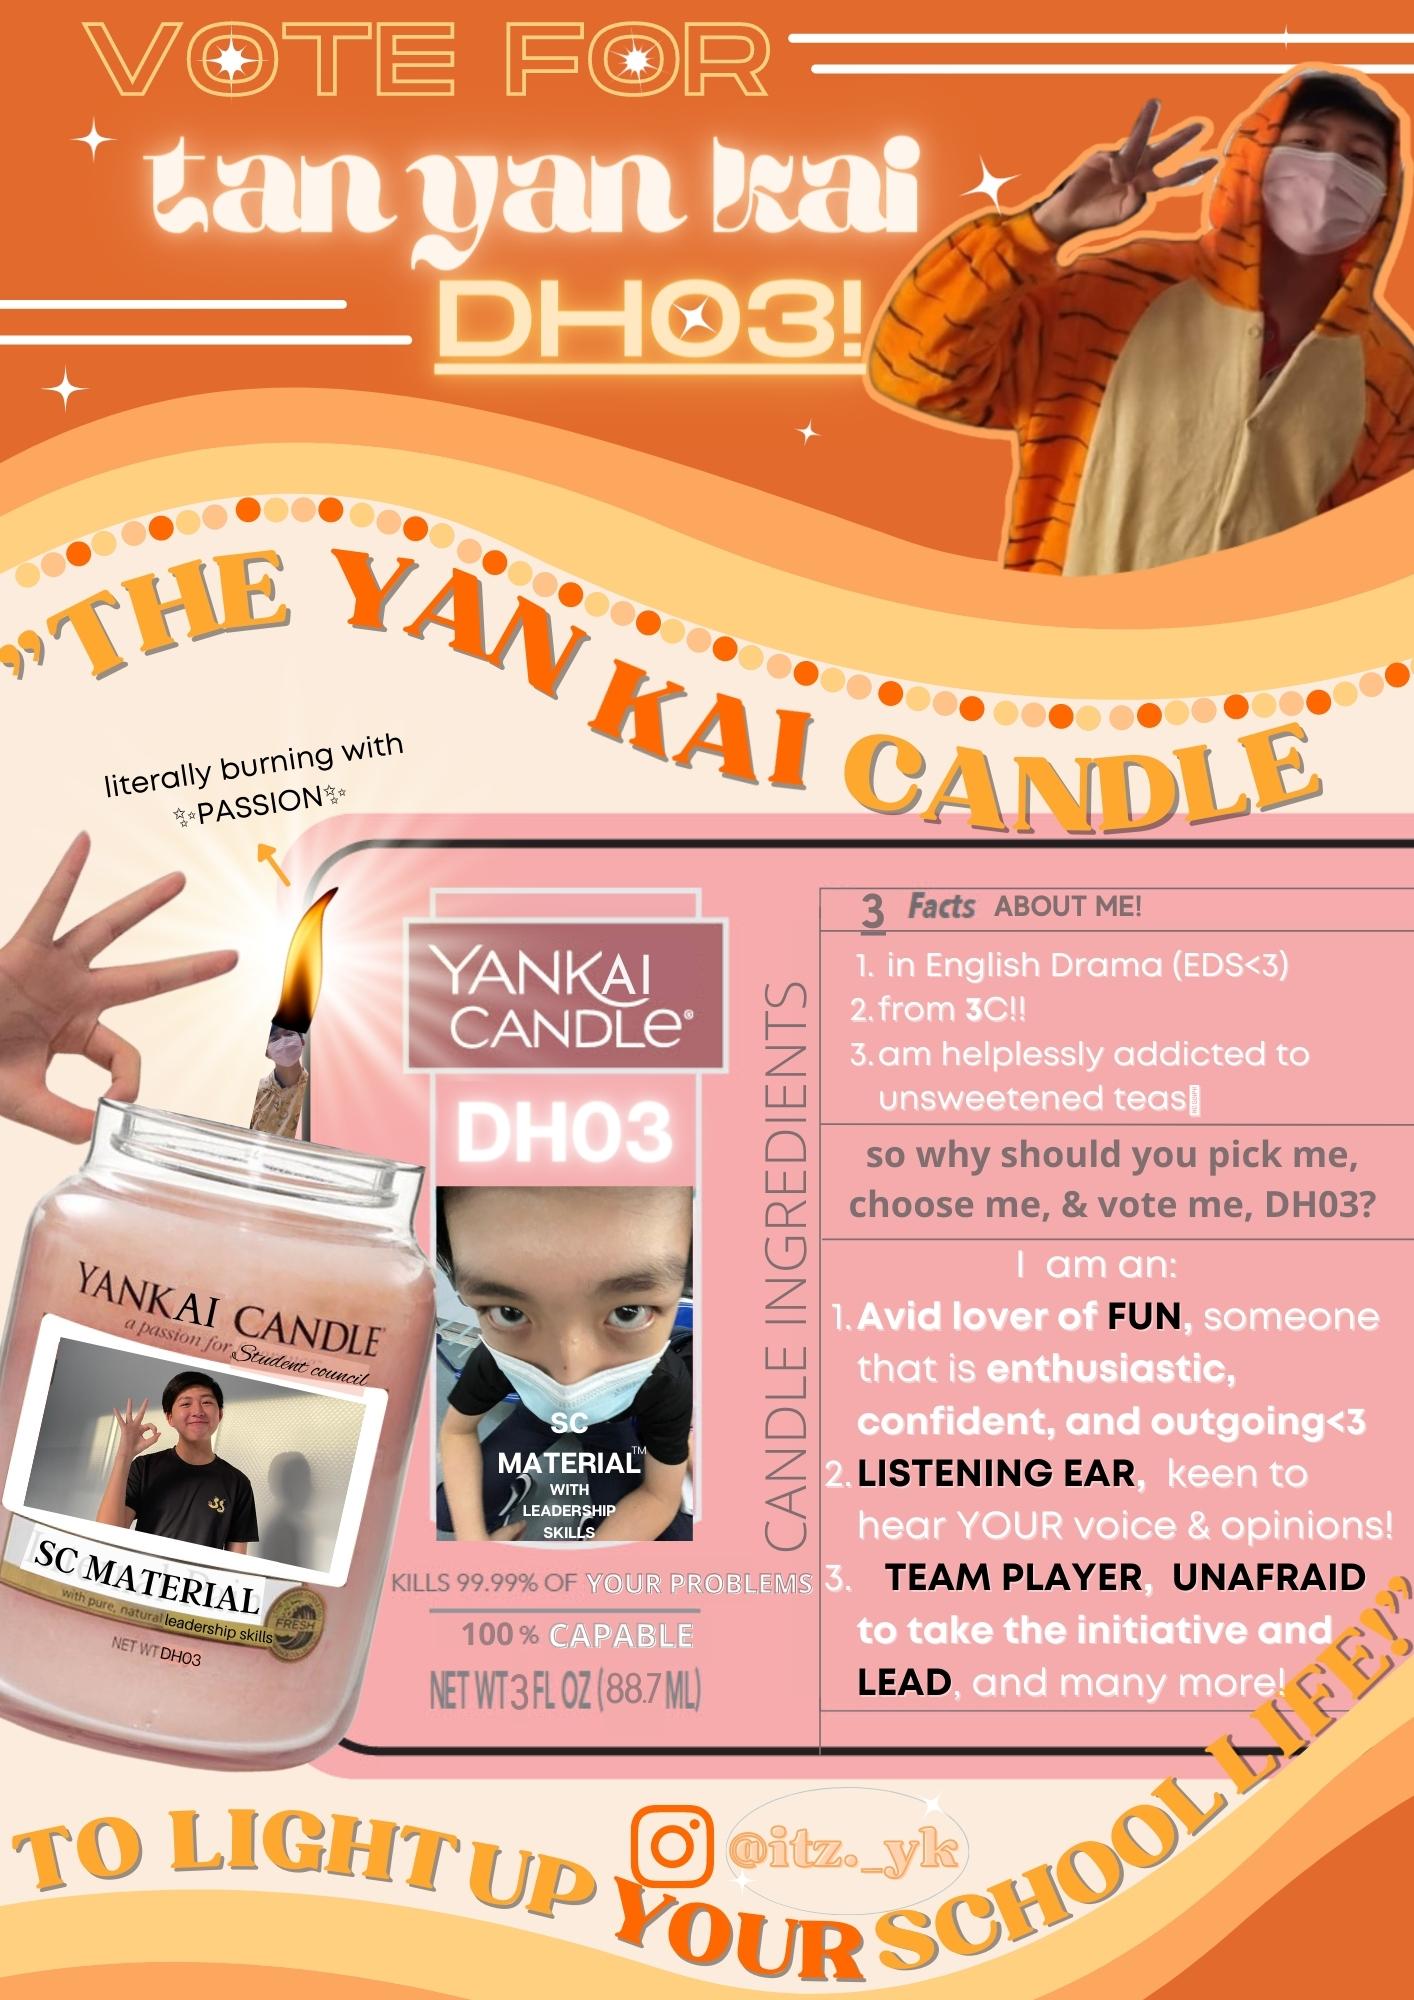 VOTE FOR
tan yan kai
DH03!
"THE YAN KAI CANDLE
literally burning with
✨PASSION✨
YANKAI
CANDLE®
DH03
SC
MATERIAL™
WITH
LEADERSHIP
SKILLS
KILLS 99.99% OF YOUR PROBLEMS
100% CAPABLE
NET WT 3 FL OZ (88.7 ML)
YANKAI CANDLE
a passion for Student council
SC MATERIAL
with pure, natural leadership skills
FRESH
NET WT DH03
CANDLE INGREDIENTS
3 Facts ABOUT ME!
1. in English Drama (EDS<3)
2. from 3C!!
3. am helplessly addicted to
unsweetened teas
so why should you pick me,
choose me, & vote me, DH03?
I am an:
1. Avid lover of FUN, someone
that is enthusiastic,
confident, and outgoing<3
2. LISTENING EAR, keen to
hear YOUR voice & opinions!
3. TEAM PLAYER, UNAFRAID
to take the initiative and
LEAD, and many more!
@itz._yk
TO LIGHT UP YOUR SCHOOL LIFE!"